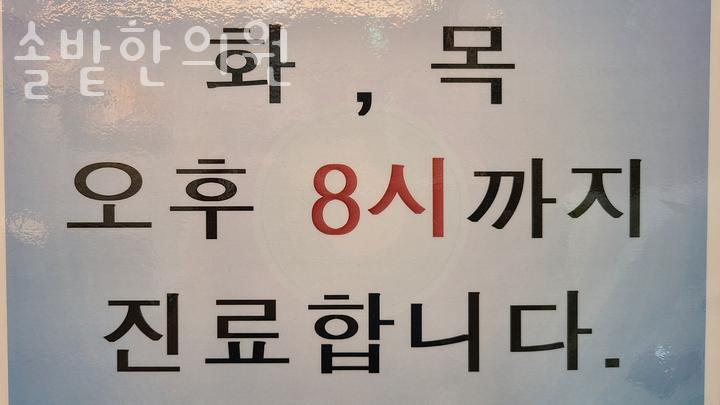 솔밭한의원
화, 목
오후 8시까지
진료합니다.